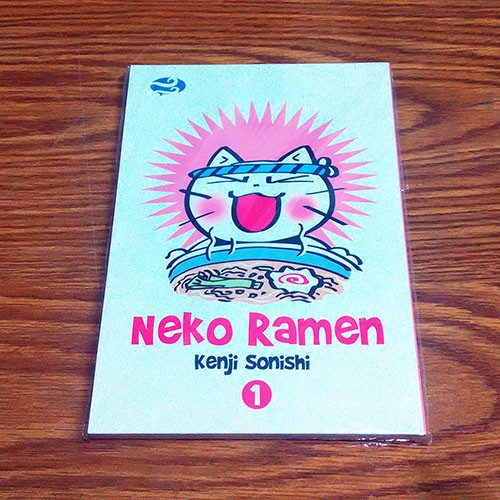 Neko Ramen
Kenji Sonishi
1